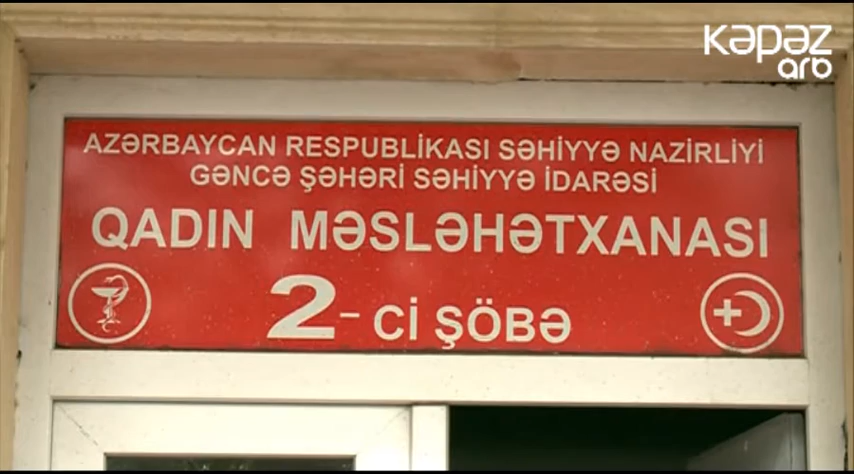 Kəpəz
arb
AZƏRBAYCAN RESPUBLİKASI SƏHİYYƏ NAZİRLİYİ
GƏNCƏ ŞƏHƏRİ SƏHİYYƏ İDARƏSİ
QADIN MƏSLƏHƏTXANASI
2-Cİ ŞÖBƏ